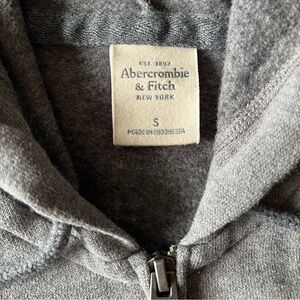 EST. 1892
Abercrombie
& Fitch
NEW YORK
S
MADE IN INDONESIA